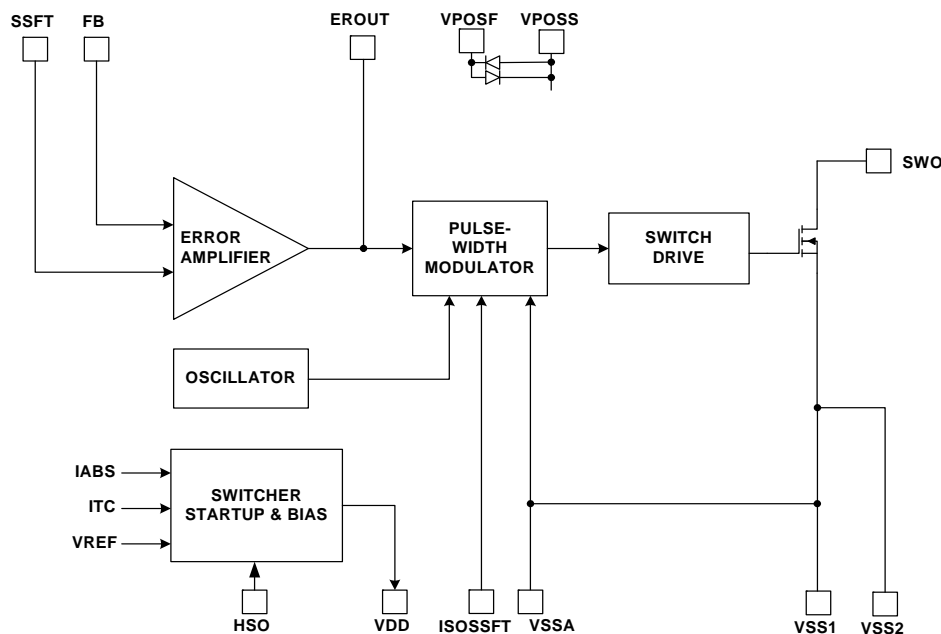 SSFT
FB
EROUT
VPOSF
VPOSS
SWO
ERROR
AMPLIFIER
PULSE-
WIDTH
MODULATOR
SWITCH
DRIVE
OSCILLATOR
IABS
ITC
VREF
SWITCHER
STARTUP & BIAS
HSO
VDD
ISOSSFT
VSSA
VSS1
VSS2